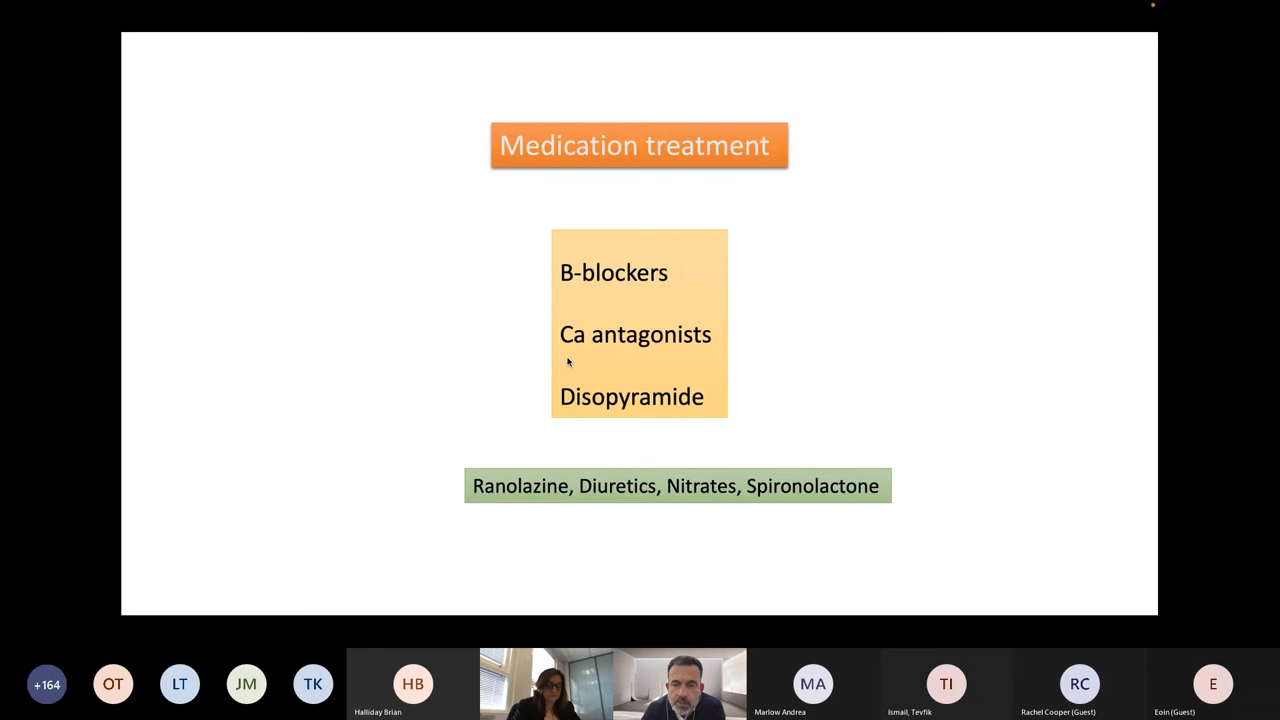 Medication treatment
B-blockers
Ca antagonists
Disopyramide
Ranolazine, Diuretics, Nitrates, Spironolactone
+164
OT
LT
JM
TK
HB
MA
TI
RC
E
Halliday Brian
Marlow Andrea
Ismail, Tevfik
Rachel Cooper (Guest)
Eoin (Guest)